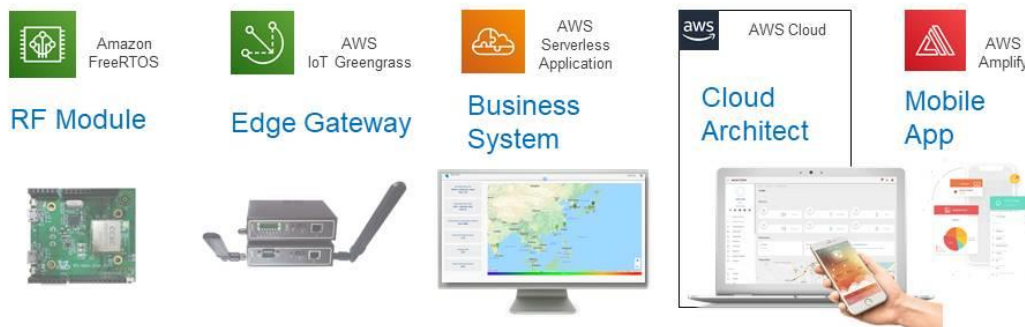 Amazon
FreeRTOS
RF Module
AWS
IoT Greengrass
Edge Gateway
AWS
Serverless
Application
Business
System
aws
AWS Cloud
Cloud
Architect
AWS
Amplify
Mobile
App